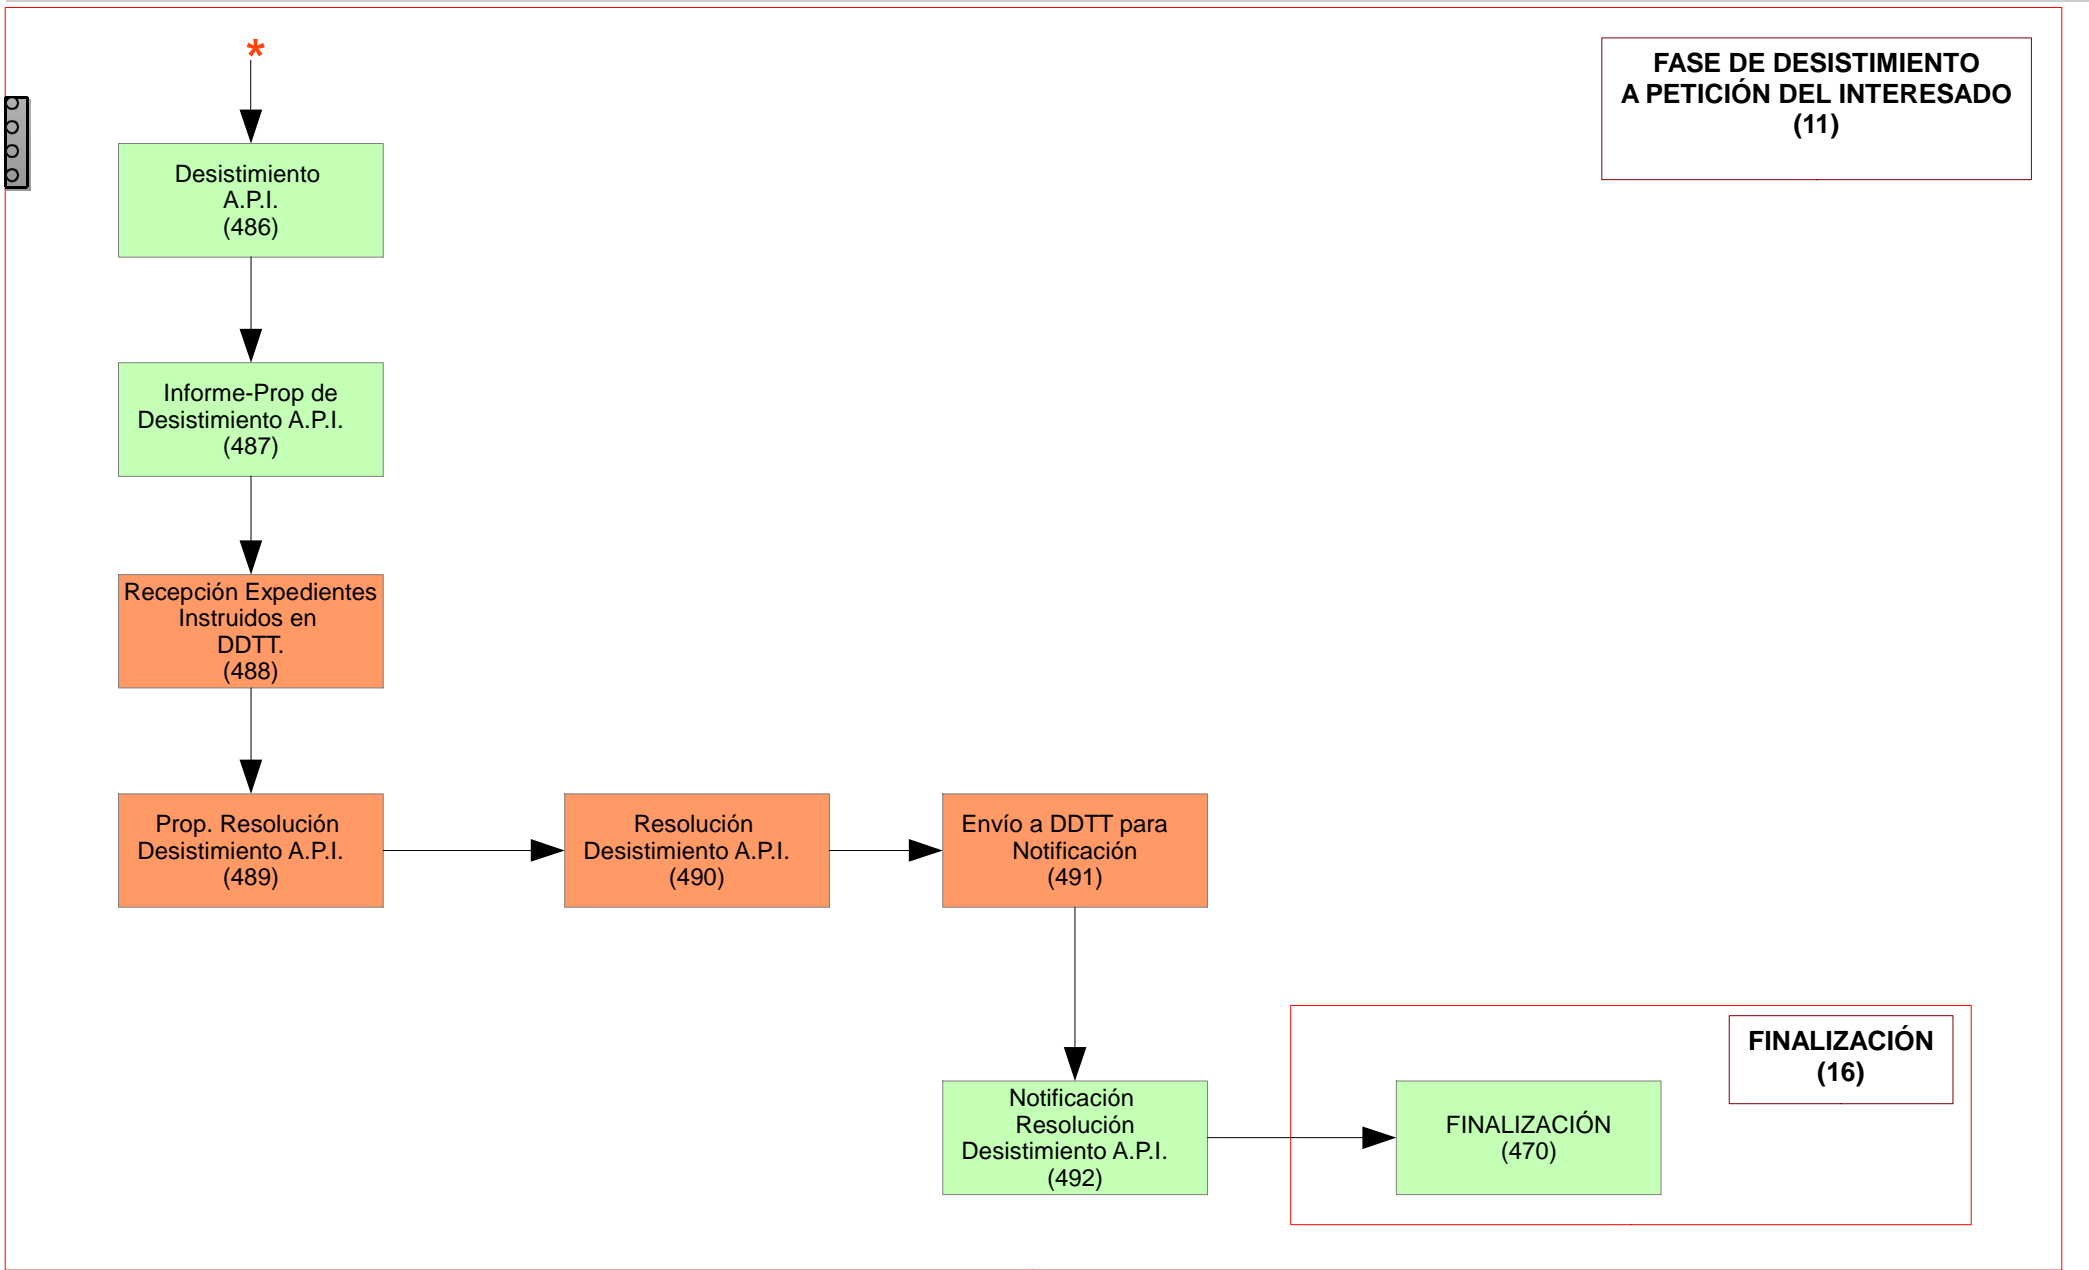 *
FASE DE DESISTIMIENTO
A PETICIÓN DEL INTERESADO
(11)
Desistimiento
A.P.I.
(486)
Informe-Prop de
Desistimiento A.P.I.
(487)
Recepción Expedientes
Instruidos en
DDTT.
(488)
Prop. Resolución
Desistimiento A.P.I.
(489)
Resolución
Desistimiento A.P.I.
(490)
Envío a DDTT para
Notificación
(491)
Notificación
Resolución
Desistimiento A.P.I.
(492)
FINALIZACIÓN
(16)
FINALIZACIÓN
(470)